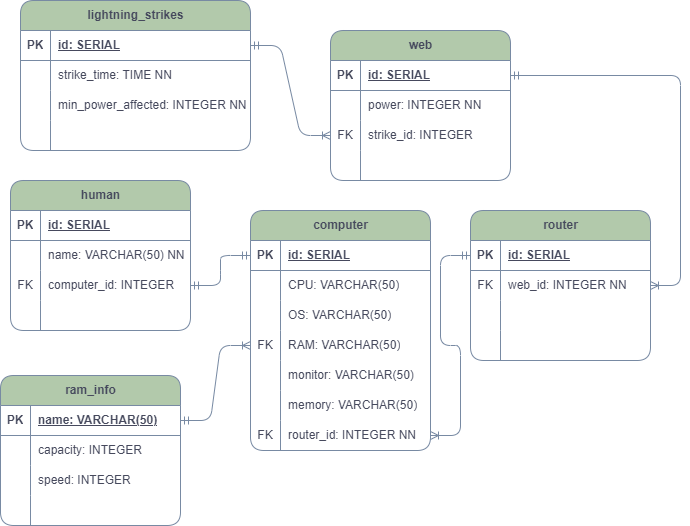 lightning_strikes
PK id: SERIAL
strike_time: TIME NN
min_power_affected: INTEGER NN
web
PK id: SERIAL
power: INTEGER NN
FK strike_id: INTEGER
human
PK id: SERIAL
name: VARCHAR(50) NN
FK computer_id: INTEGER
computer
PK id: SERIAL
CPU: VARCHAR(50)
OS: VARCHAR(50)
FK RAM: VARCHAR(50)
monitor: VARCHAR(50)
memory: VARCHAR(50)
FK router_id: INTEGER NN
router
PK id: SERIAL
FK web_id: INTEGER NN
ram_info
PK name: VARCHAR(50)
capacity: INTEGER
speed: INTEGER